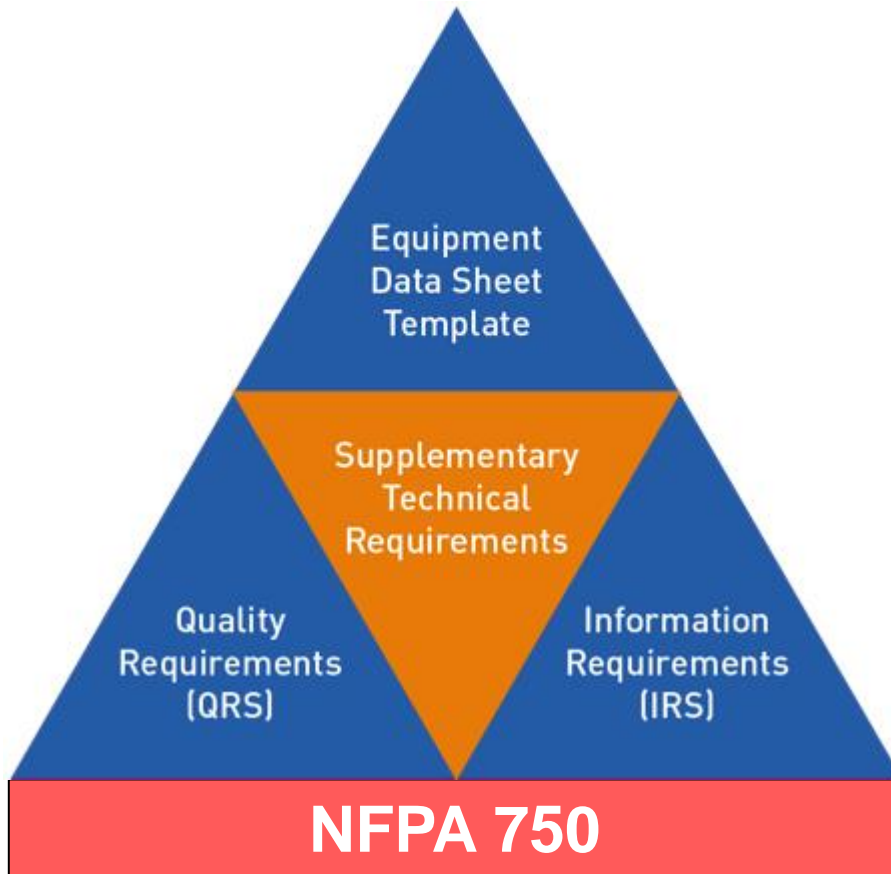 Equipment
Data Sheet
Template
Supplementary
Technical
Requirements
Quality
Requirements
(QRS)
Information
Requirements
(IRS)
NFPA 750